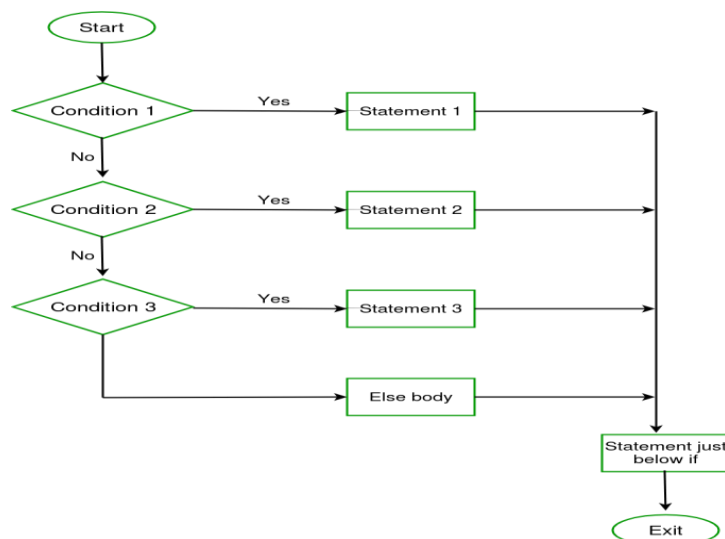 Start
Condition 1
Yes
Statement 1
No
Condition 2
Yes
Statement 2
No
Condition 3
Yes
Statement 3
Else body
Statement just
below if
Exit